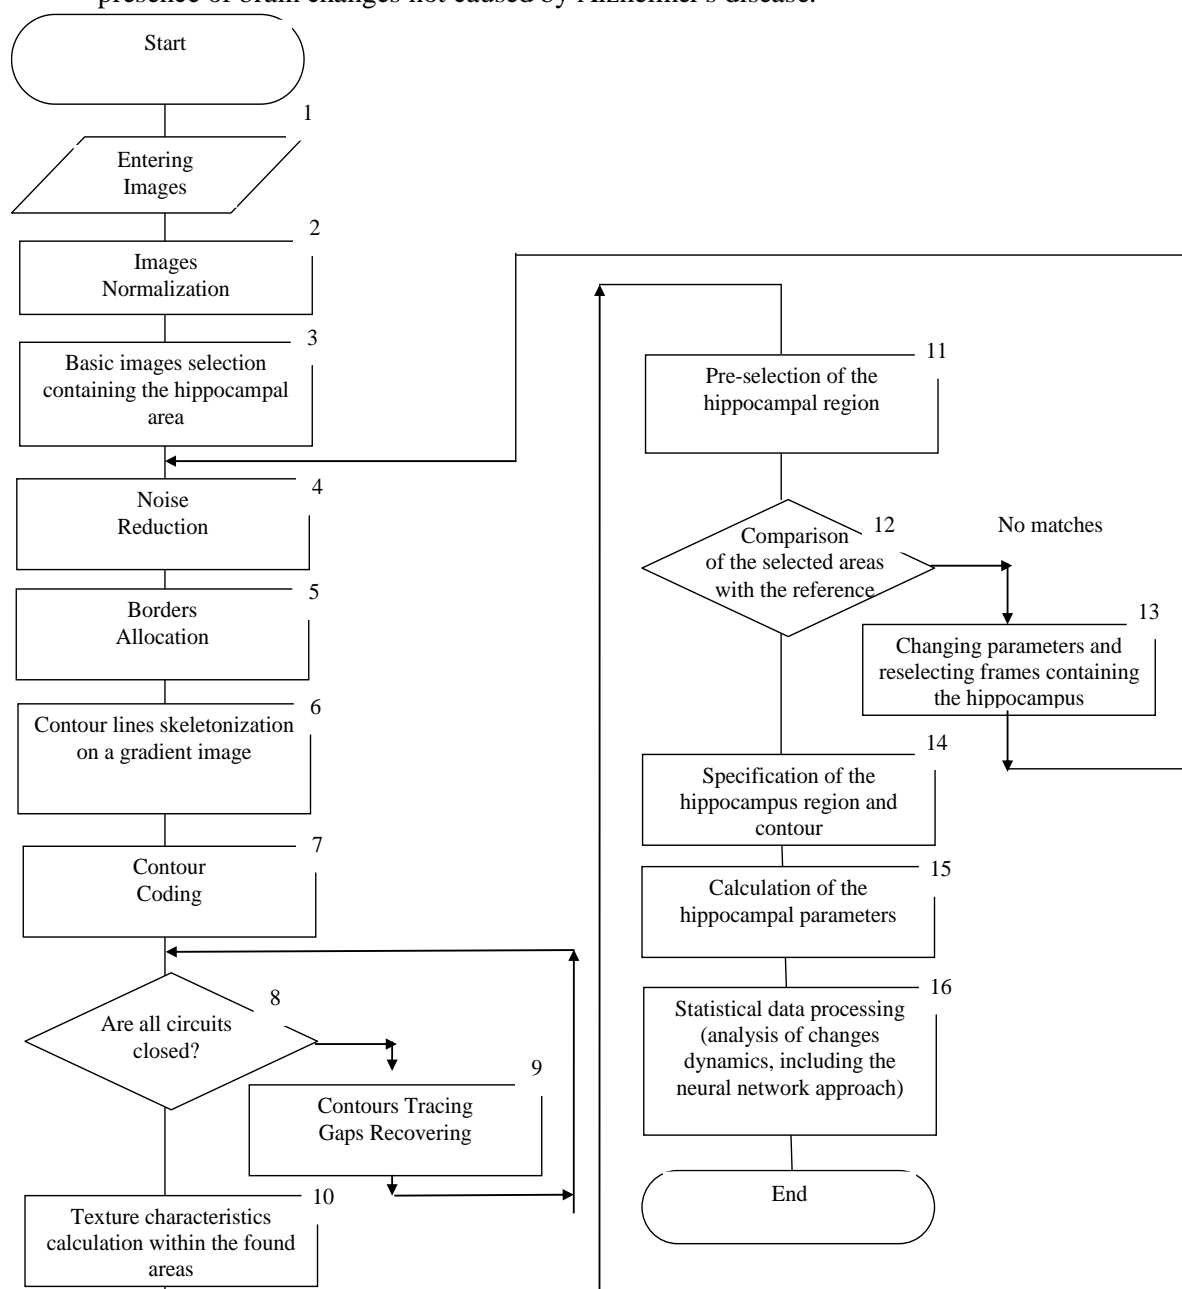 presence of brain changes not caused by Alzheimer's disease.
Start
1
Entering
Images
2
Images
Normalization
3
Basic images selection
containing the hippocampal
area
4
Noise
Reduction
5
Borders
Allocation
6
Contour lines skeletonization
on a gradient image
7
Contour
Coding
8
Are all circuits
closed?
9
Contours Tracing
Gaps Recovering
10
Texture characteristics
calculation within the found
areas
11
Pre-selection of the
hippocampal region
12
Comparison
of the selected areas
with the reference
No matches
13
Changing parameters and
reselecting frames containing
the hippocampus
14
Specification of the
hippocampus region and
contour
15
Calculation of the
hippocampal parameters
16
Statistical data processing
(analysis of changes
dynamics, including the
neural network approach)
End